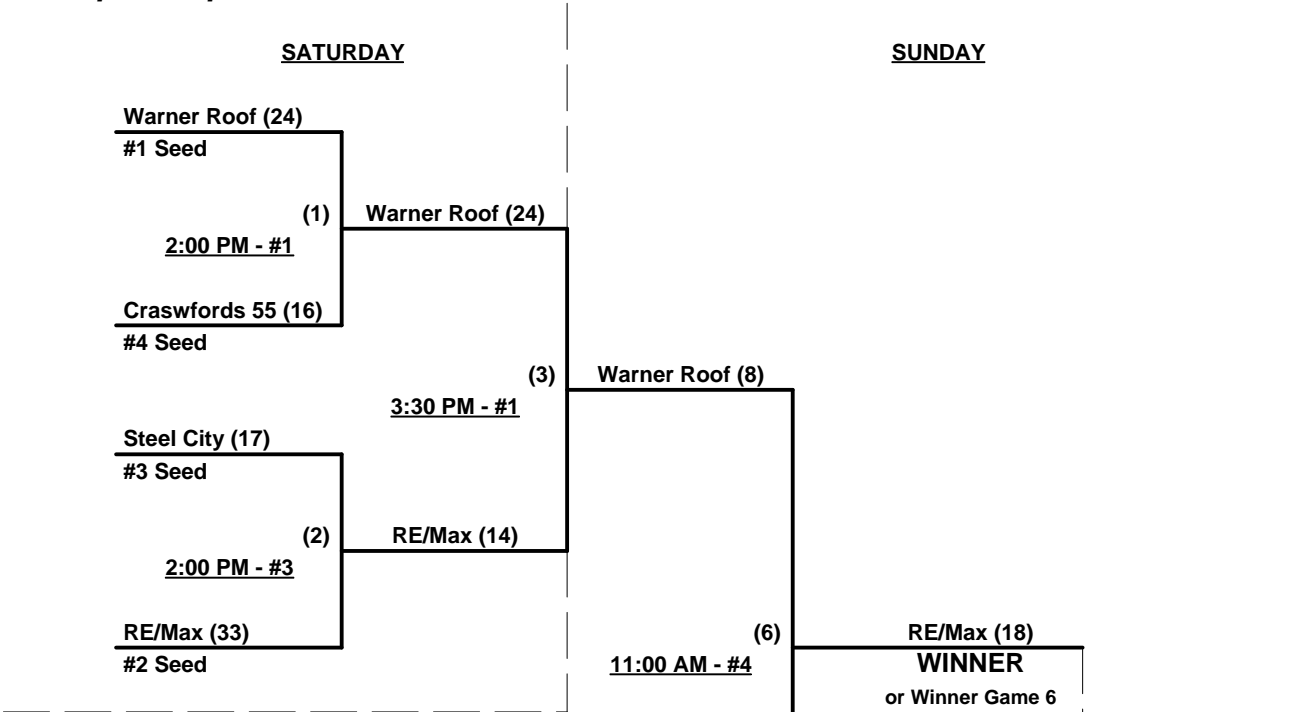 SATURDAY
SUNDAY
Warner Roof (24)
#1 Seed
(1)
Warner Roof (24)
2:00 PM - #1
Craswfords 55 (16)
#4 Seed
(3)
Warner Roof (8)
3:30 PM - #1
Steel City (17)
#3 Seed
(2)
RE/Max (14)
2:00 PM - #3
RE/Max (33)
#2 Seed
(6)
RE/Max (18)
11:00 AM - #4
WINNER
or Winner Game 6